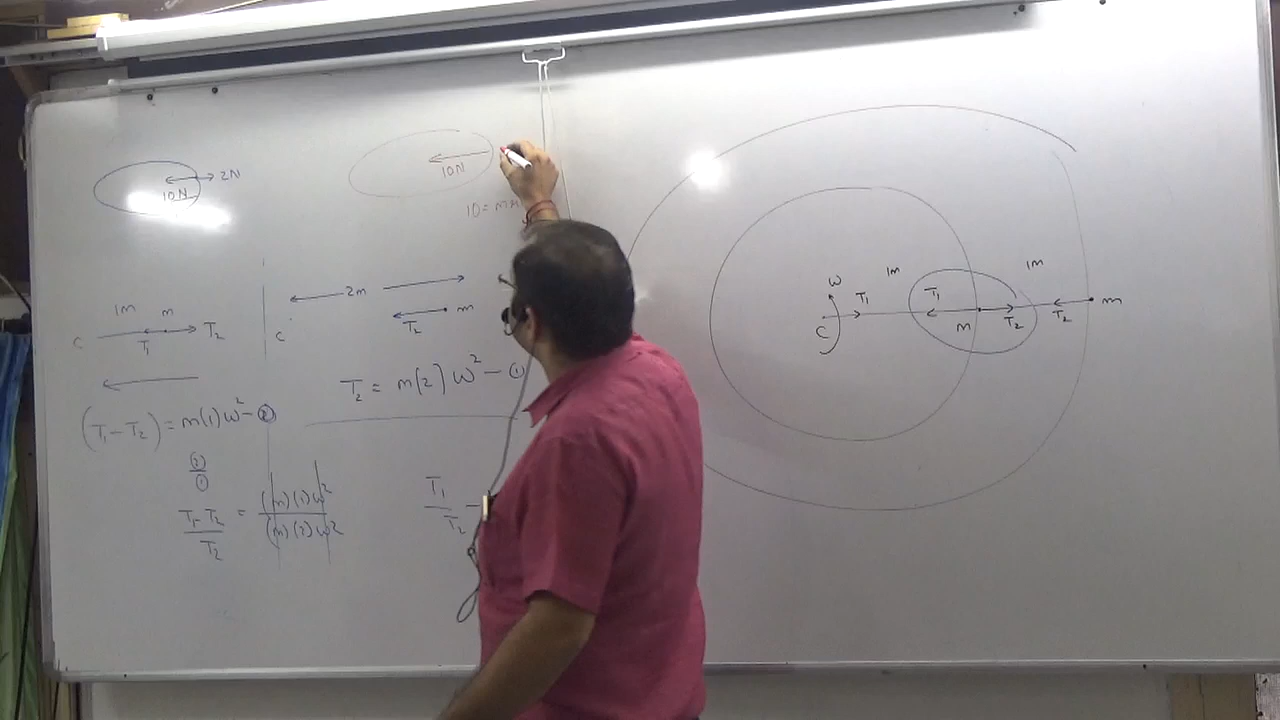 2N
10N
10N
10 = m
1m
m
C
T₁
T₂
(T₁ – T₂) = m(1)ω² – ②
②
①
T₁ – T₂
T₂
=
(m)(1)ω²
(m)(2)ω²
2m
C
T₂
m
T₂ = m(2)ω² – ①
T₁
T₂
ω
C
T₁
1m
T₁
m
T₂
1m
T₂
m